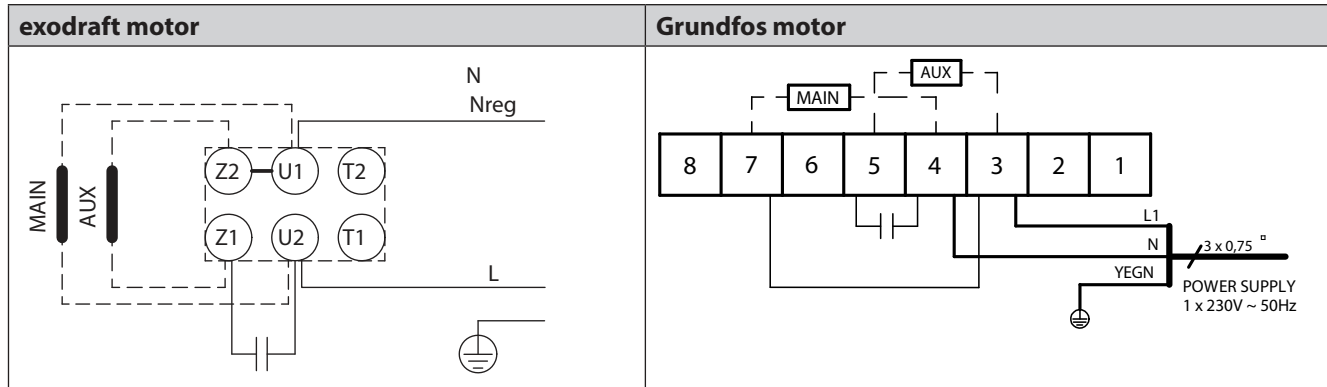 exodraft motor
N
Nreg
Z2 U1 T2
MAIN
AUX
Z1 U2 T1
L
Grundfos motor
AUX
MAIN
8 7 6 5 4 3 2 1
L1
N
3 x 0,75 ¤
YEGN
POWER SUPPLY
1 x 230V ~ 50Hz